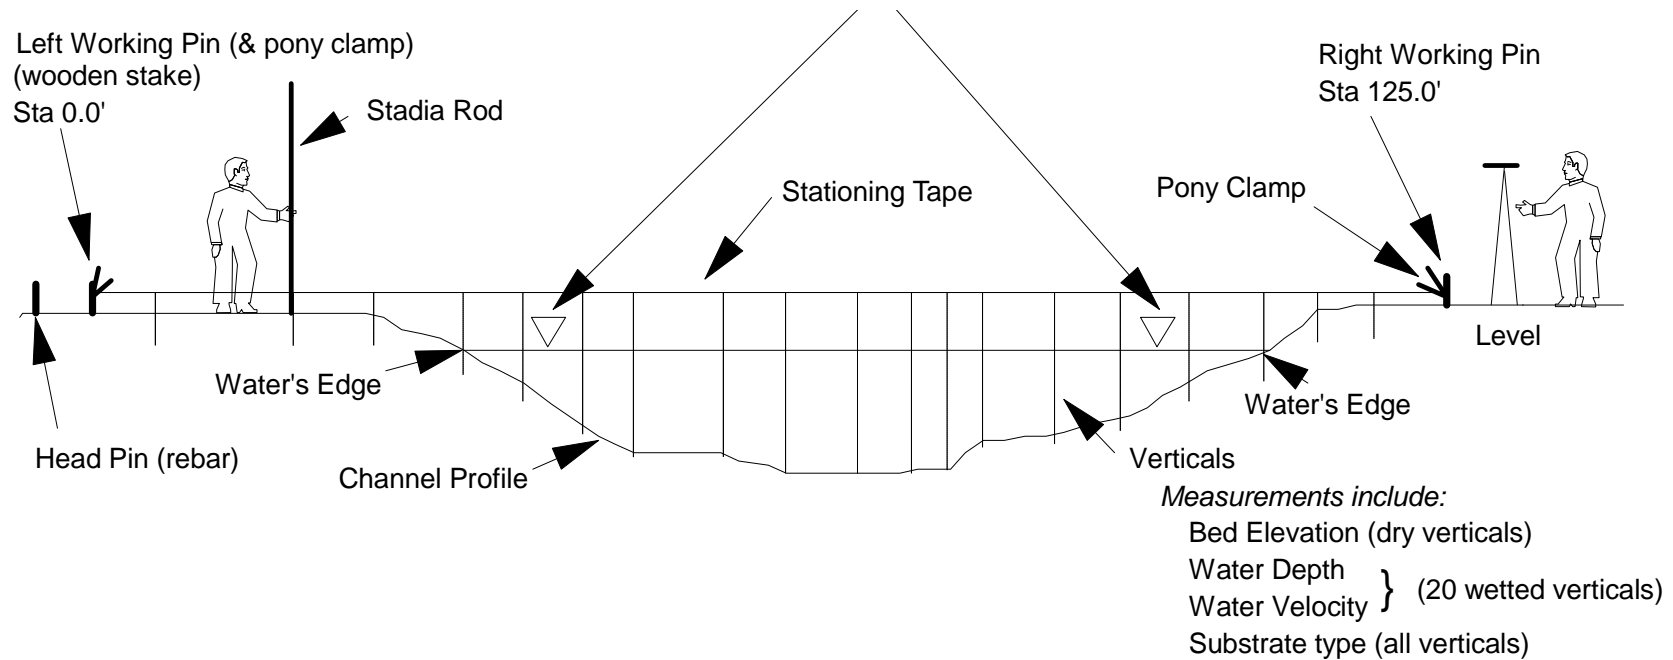 Left Working Pin (& pony clamp)
(wooden stake)
Sta 0.0'
Stadia Rod
Right Working Pin
Sta 125.0'
Stationing Tape
Pony Clamp
Level
Water's Edge
Water's Edge
Head Pin (rebar)
Channel Profile
Verticals
Measurements include:
Bed Elevation (dry verticals)
Water Depth
Water Velocity } (20 wetted verticals)
Substrate type (all verticals)